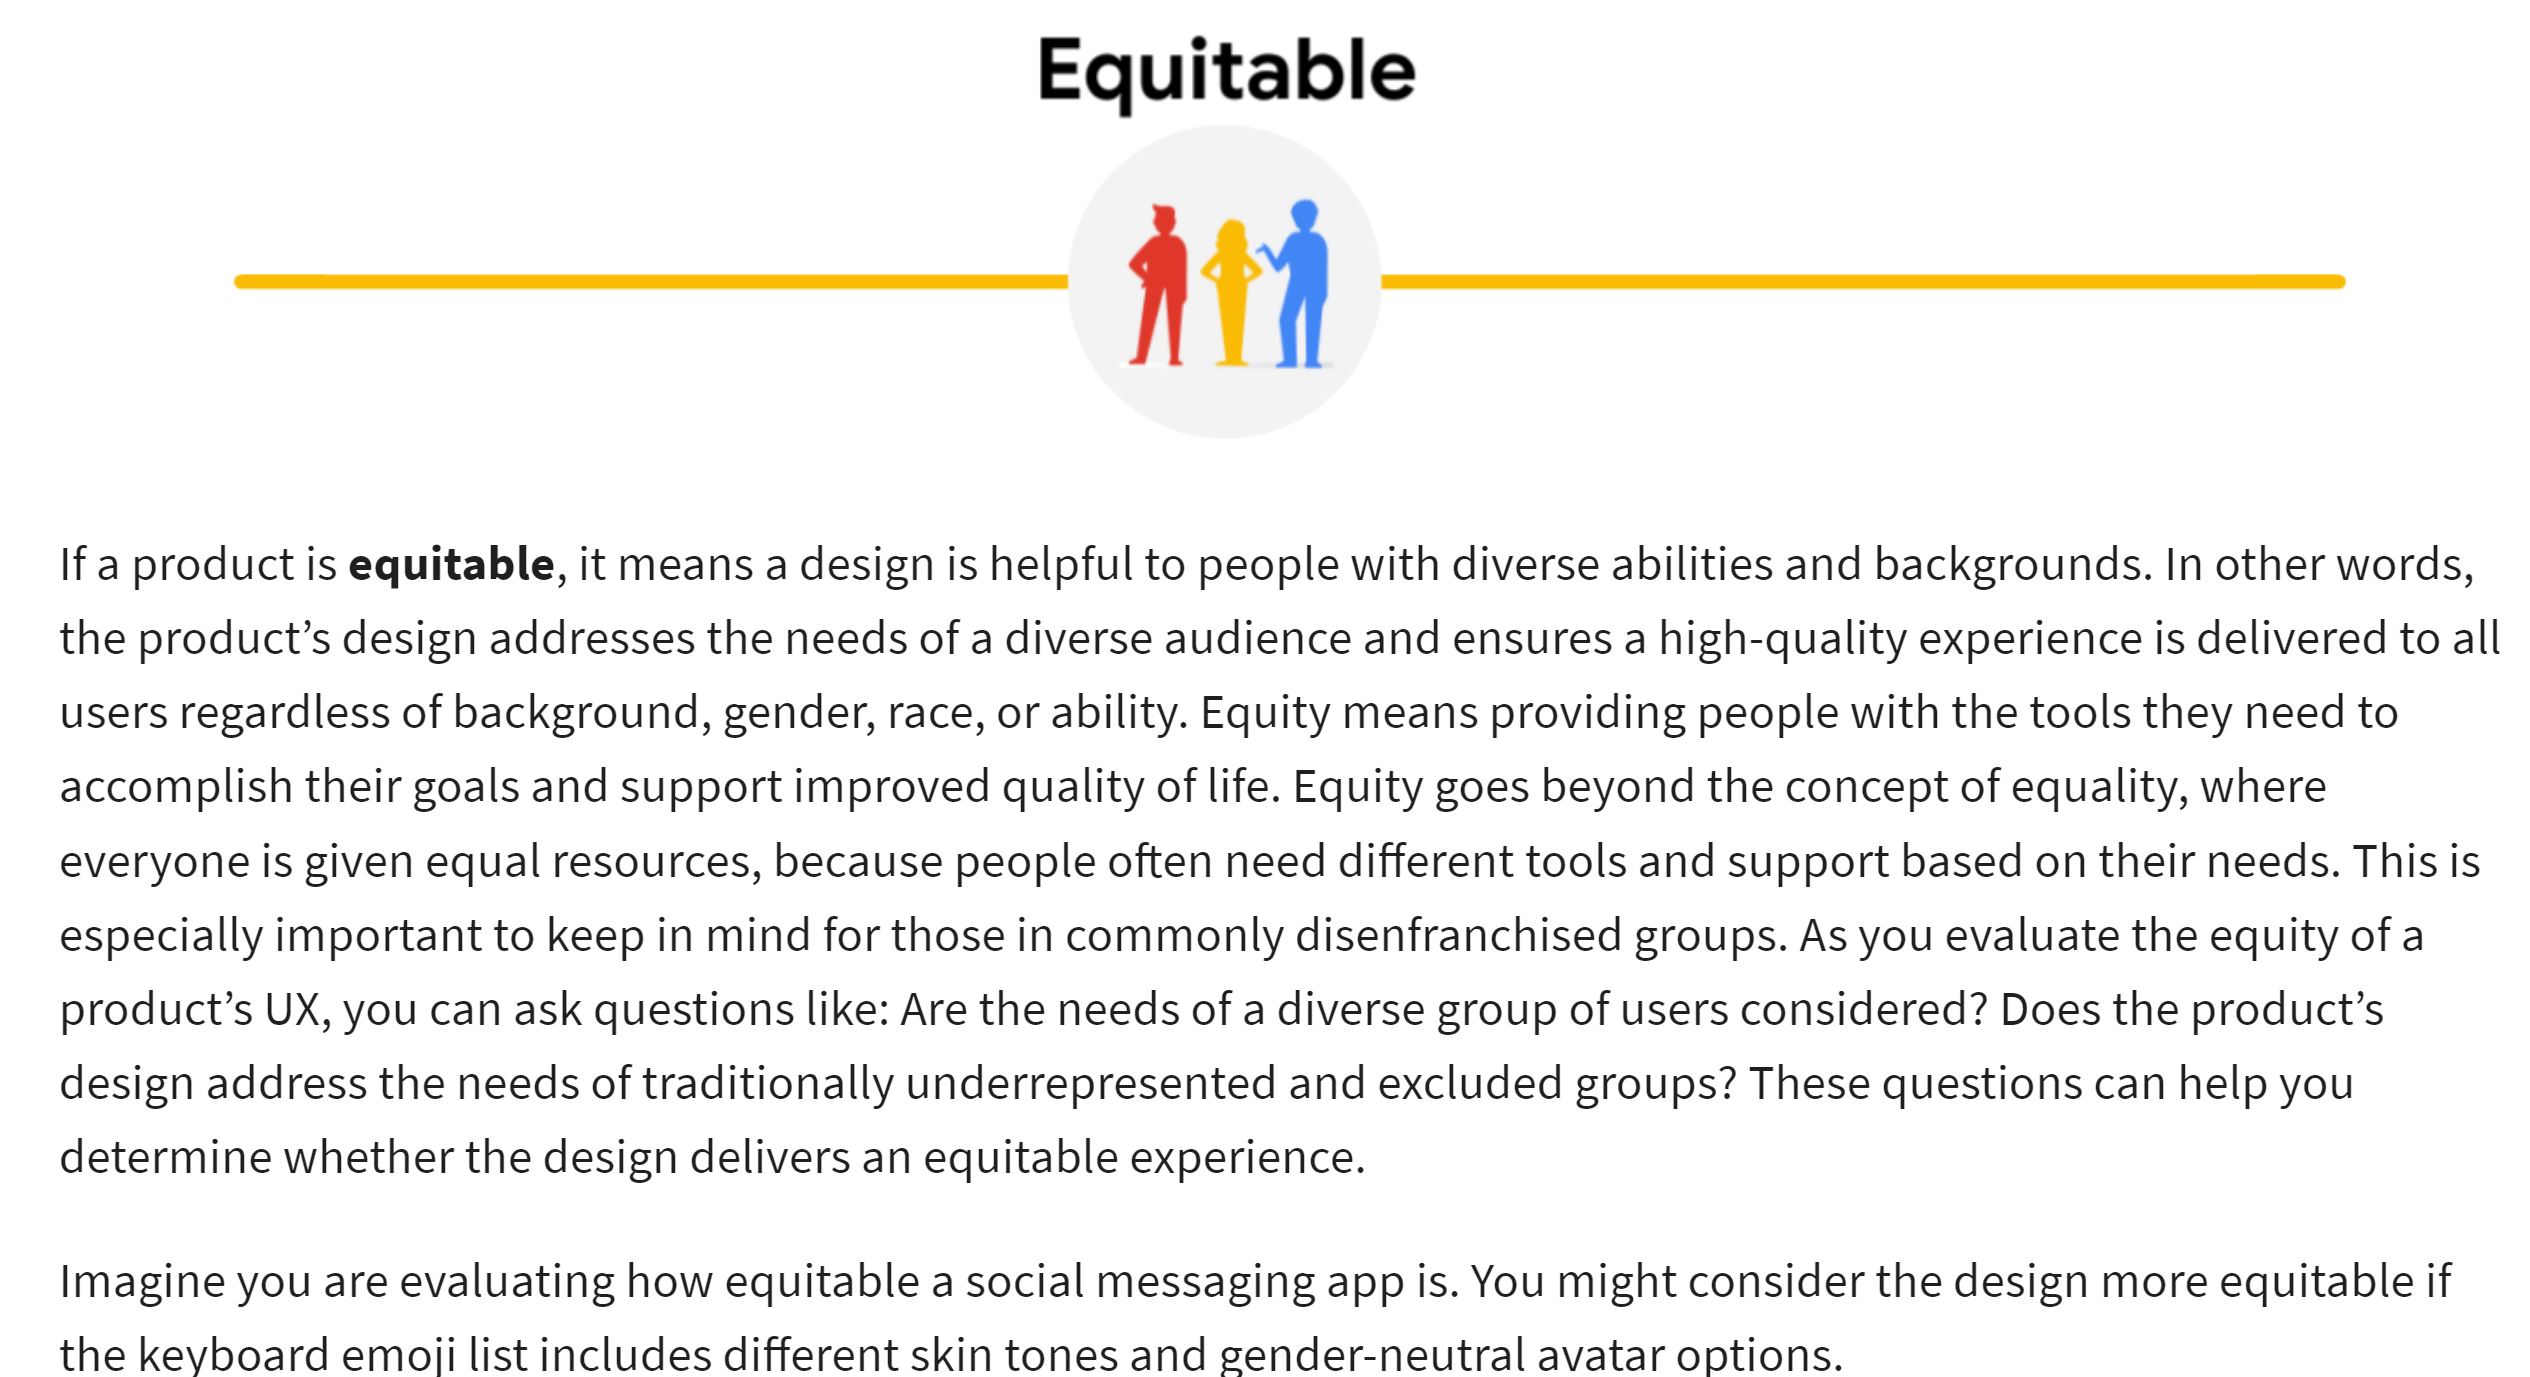 Equitable
If a product is equitable, it means a design is helpful to people with diverse abilities and backgrounds. In other words,
the product’s design addresses the needs of a diverse audience and ensures a high-quality experience is delivered to all
users regardless of background, gender, race, or ability. Equity means providing people with the tools they need to
accomplish their goals and support improved quality of life. Equity goes beyond the concept of equality, where
everyone is given equal resources, because people often need different tools and support based on their needs. This is
especially important to keep in mind for those in commonly disenfranchised groups. As you evaluate the equity of a
product’s UX, you can ask questions like: Are the needs of a diverse group of users considered? Does the product’s
design address the needs of traditionally underrepresented and excluded groups? These questions can help you
determine whether the design delivers an equitable experience.
Imagine you are evaluating how equitable a social messaging app is. You might consider the design more equitable if
the keyboard emoji list includes different skin tones and gender-neutral avatar options.